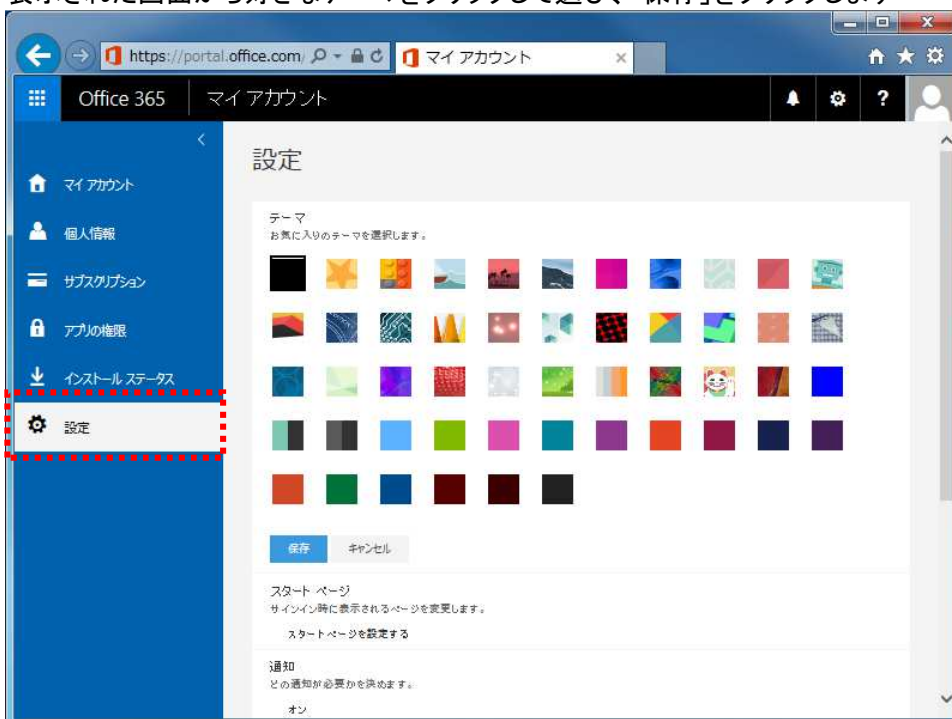 https://portal.office.com/
マイ アカウント
Office 365
マイ アカウント
?
マイ アカウント
個人情報
サブスクリプション
アプリの権限
インストール ステータス
設定
設定
テーマ
お気に入りのテーマを選択します。
保存
キャンセル
スタート ページ
サインイン時に表示されるページを変更します。
スタートページを設定する
通知
どの通知が必要かを決めます。
オン